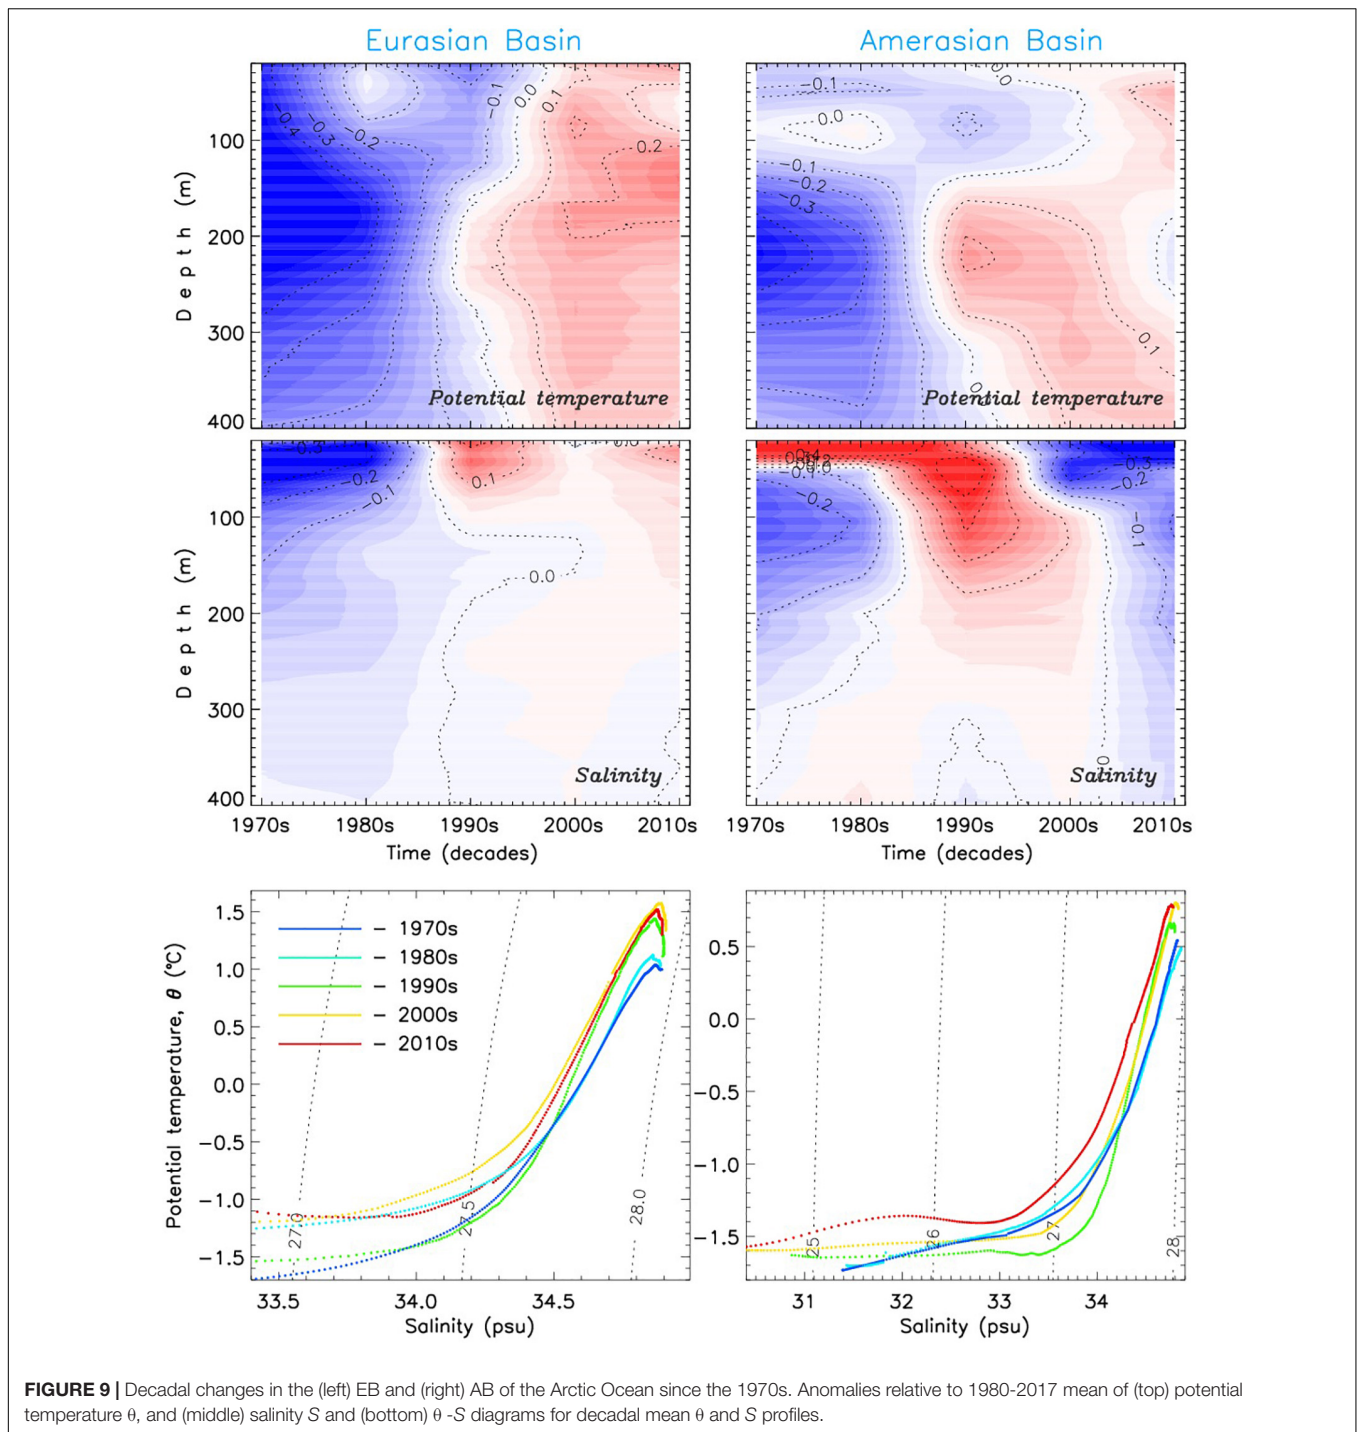 Eurasian Basin
Amerasian Basin
Depth (m)
100
200
300
400
-0.4
-0.3
-0.2
-0.1
0.0
0.1
0.2
Potential temperature
0.0
-0.1
0.0
-0.1
-0.2
-0.3
0.1
Potential temperature
Depth (m)
100
200
300
400
-0.3
-0.2
-0.1
0.1
0.0
Salinity
-0.2
-0.3
-0.2
-0.1
Salinity
1970s 1980s 1990s 2000s 2010s
1970s 1980s 1990s 2000s 2010s
Time (decades)
Time (decades)
Potential temperature, θ (°C)
1.5
1.0
0.5
0.0
-0.5
-1.0
-1.5
- 1970s
- 1980s
- 1990s
- 2000s
- 2010s
27.0
27.5
28.0
0.5
0.0
-0.5
-1.0
-1.5
25
26
27
28
33.5 34.0 34.5
31 32 33 34
Salinity (psu)
Salinity (psu)
FIGURE 9 | Decadal changes in the (left) EB and (right) AB of the Arctic Ocean since the 1970s. Anomalies relative to 1980-2017 mean of (top) potential
temperature θ, and (middle) salinity S and (bottom) θ -S diagrams for decadal mean θ and S profiles.